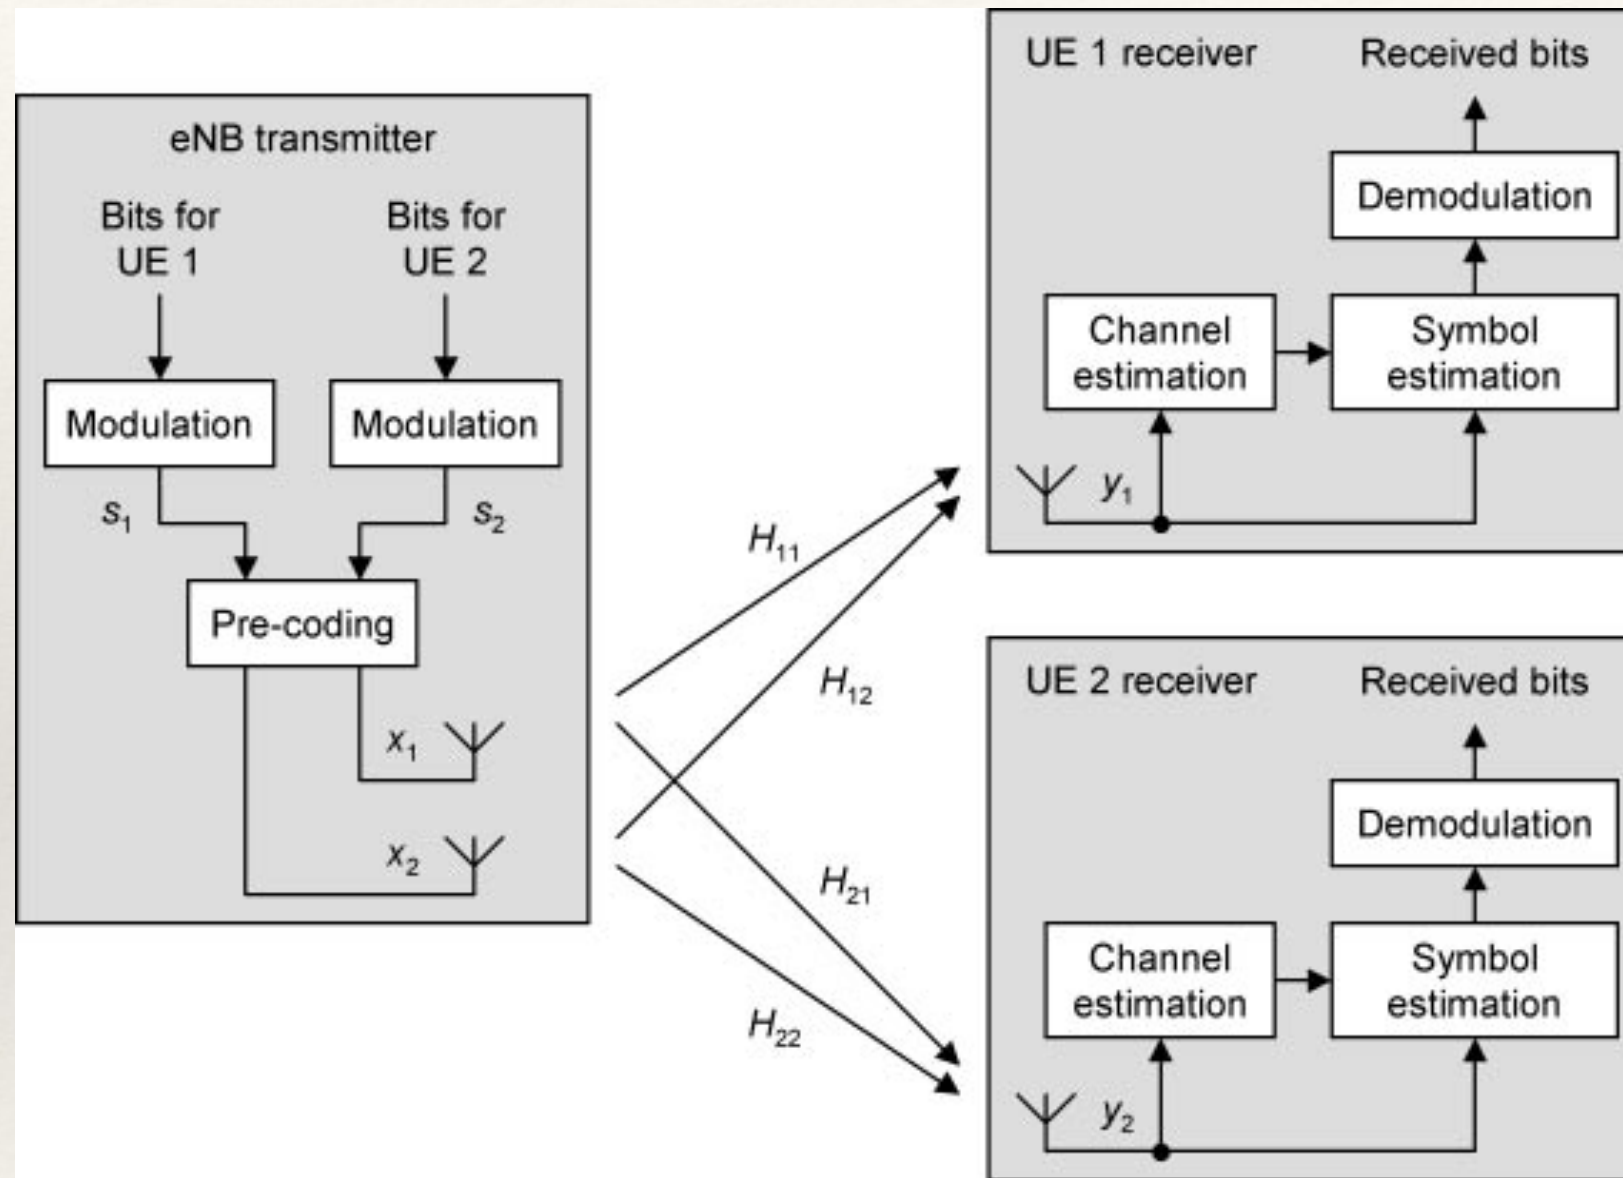 eNB transmitter
Bits for
UE 1
Bits for
UE 2
Modulation
Modulation
s1
s2
Pre-coding
x1
x2
H11
H12
H21
H22
UE 1 receiver
Received bits
Demodulation
Channel
estimation
Symbol
estimation
y1
UE 2 receiver
Received bits
Demodulation
Channel
estimation
Symbol
estimation
y2